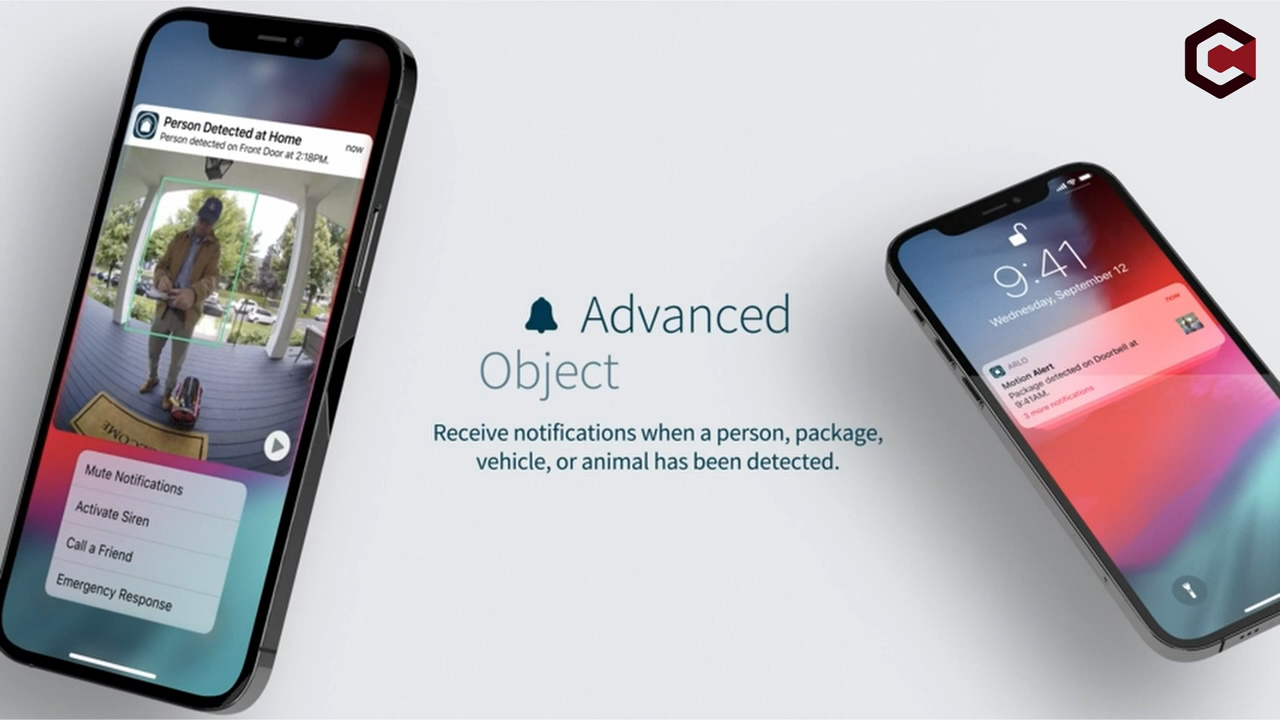 Person Detected at Home
now
Person detected on Front Door at 2:18PM.
WELCOME
Mute Notifications
Activate Siren
Call a Friend
Emergency Response
Advanced
Object
Receive notifications when a person, package,
vehicle, or animal has been detected.
9:41
Wednesday, September 12
ARLO
now
Motion Alert
Package detected on Doorbell at
9:41AM.
3 more notifications